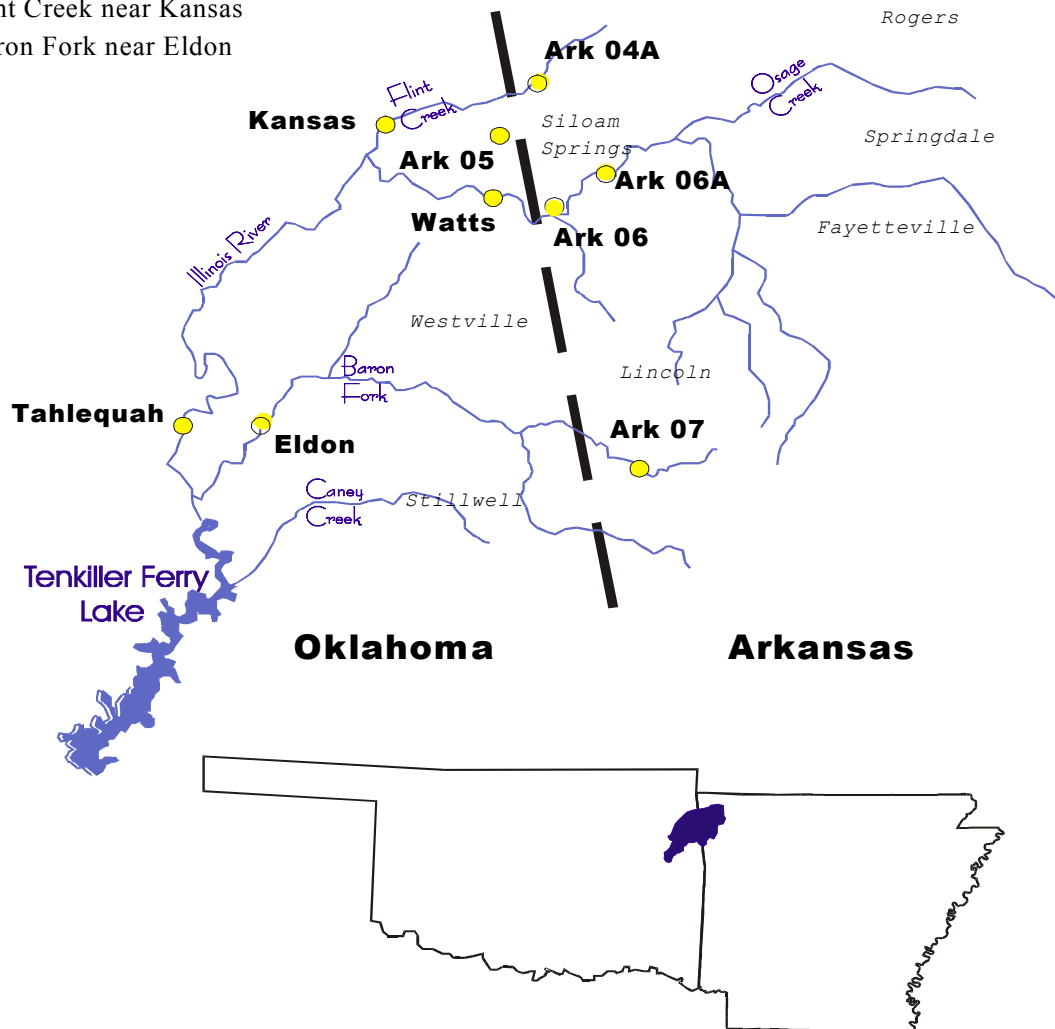 nt Creek near Kansas
ron Fork near Eldon
Rogers
Ark 04A
Osage
Creek
Flint
Creek
Kansas
Siloam
Springs
Springdale
Ark 05
Ark 06A
Watts
Ark 06
Fayetteville
Illinois River
Westville
Baron
Fork
Lincoln
Tahlequah
Eldon
Ark 07
Caney
Creek
Stillwell
Tenkiller Ferry
Lake
Oklahoma
Arkansas